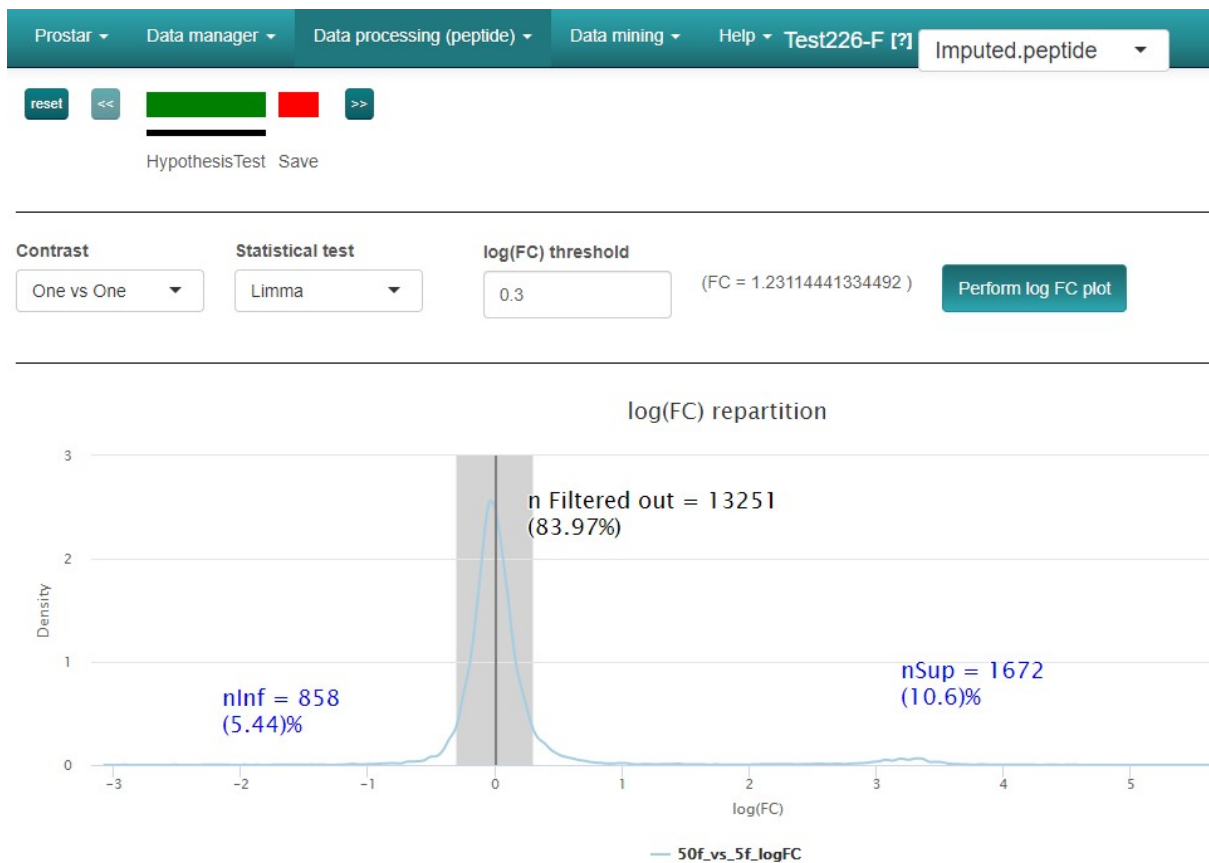 Prostar Data manager Data processing (peptide) Data mining Help Test226-F [?] Imputed.peptide
reset << >>
HypothesisTest Save
Contrast Statistical test log(FC) threshold
One vs One Limma 0.3 (FC = 1.23114441334492 ) Perform log FC plot
log(FC) repartition
3
n Filtered out = 13251
(83.97%)
2
Density
1
nInf = 858
(5.44)%
nSup = 1672
(10.6)%
0
−3 −2 −1 0 1 2 3 4 5
log(FC)
50f_vs_5f_logFC